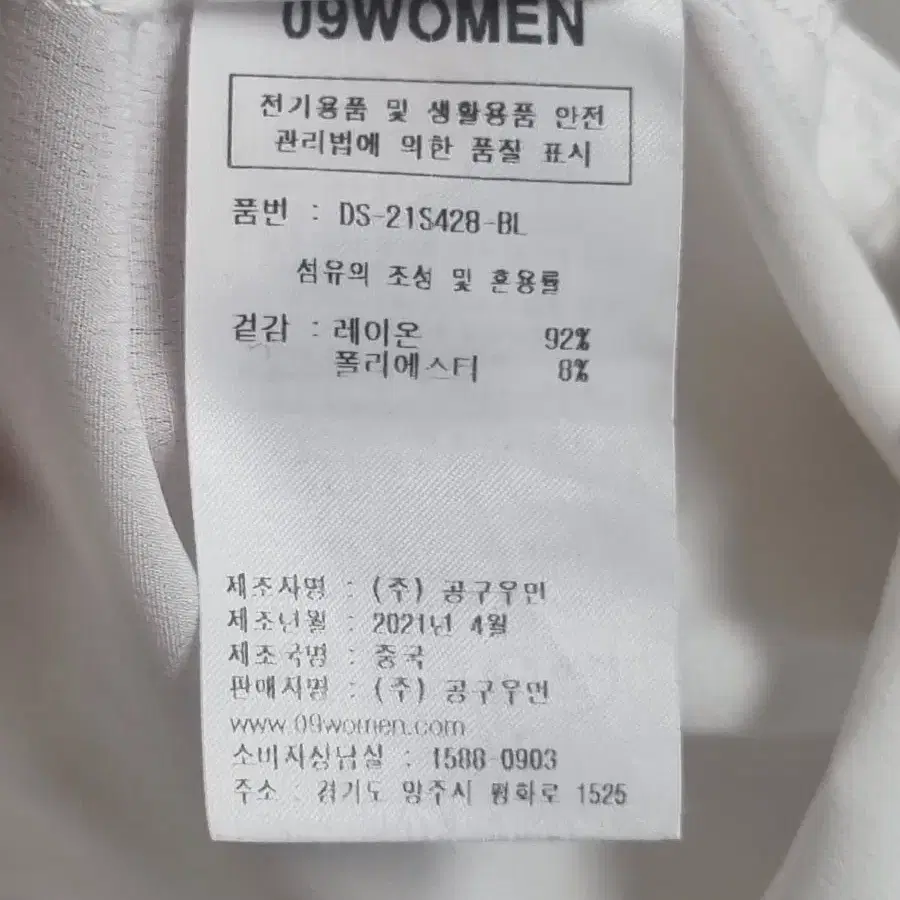 09WOMEN
전기용품 및 생활용품 안전
관리법에 의한 품질 표시
품번 : DS-21S428-BL
섬유의 조성 및 혼용률
겉감 : 레이온 92%
폴리에스터 8%
제조자명 : (주) 공구우먼
제조년월 : 2021년 4월
제조국명 : 중국
판매자명 : (주) 공구우먼
www.09women.com
소비자상담실 : 1588-0903
주소 : 경기도 양주시 평화로 1525